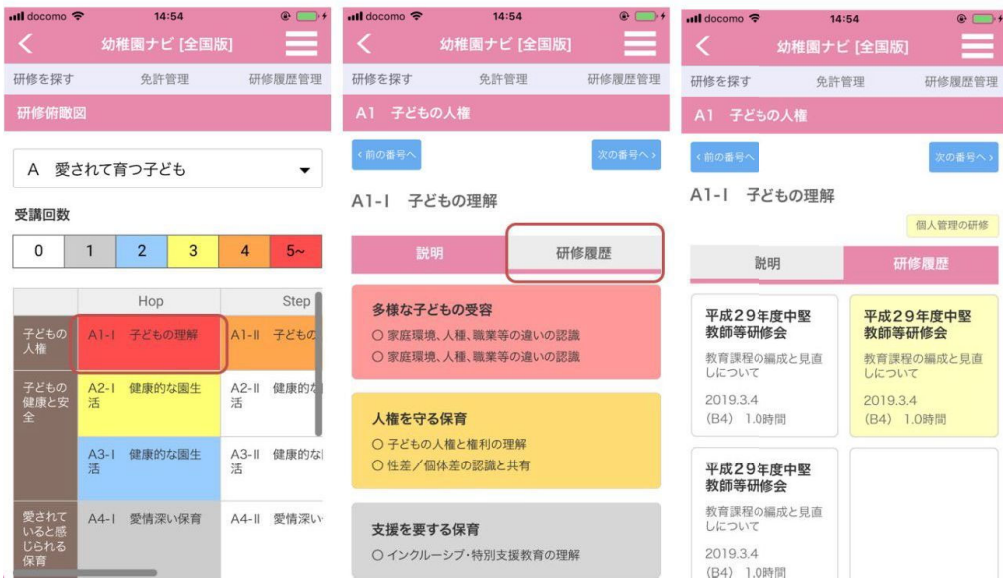 docomo 14:54
幼稚園ナビ [全国版]
研修を探す 免許管理 研修履歴管理
研修俯瞰図
A 愛されて育つ子ども
受講回数
0 1 2 3 4 5~
Hop Step
子どもの人権
A1-I 子どもの理解
A1-II 子どもの
子どもの健康と安全
A2-I 健康的な園生活
A2-II 健康的な
活
A3-I 健康的な園生活
A3-II 健康的な
活
愛されていると感じられる保育
A4-I 愛情深い保育
A4-II 愛情深い
docomo 14:54
幼稚園ナビ [全国版]
研修を探す 免許管理 研修履歴管理
A1 子どもの人権
<前の番号へ 次の番号へ>
A1-I 子どもの理解
説明 研修履歴
多様な子どもの受容
○ 家庭環境、人種、職業等の違いの認識
○ 家庭環境、人種、職業等の違いの認識
人権を守る保育
○ 子どもの人権と権利の理解
○ 性差/個体差の認識と共有
支援を要する保育
○ インクルーシブ・特別支援教育の理解
docomo 14:54
幼稚園ナビ [全国版]
研修を探す 免許管理 研修履歴管理
A1 子どもの人権
<前の番号へ 次の番号へ>
A1-I 子どもの理解
個人管理の研修
説明 研修履歴
平成29年度中堅
教師等研修会
教育課程の編成と見直
しについて
2019.3.4
(B4) 1.0時間
平成29年度中堅
教師等研修会
教育課程の編成と見直
しについて
2019.3.4
(B4) 1.0時間
平成29年度中堅
教師等研修会
教育課程の編成と見直
しについて
2019.3.4
(B4) 1.0時間